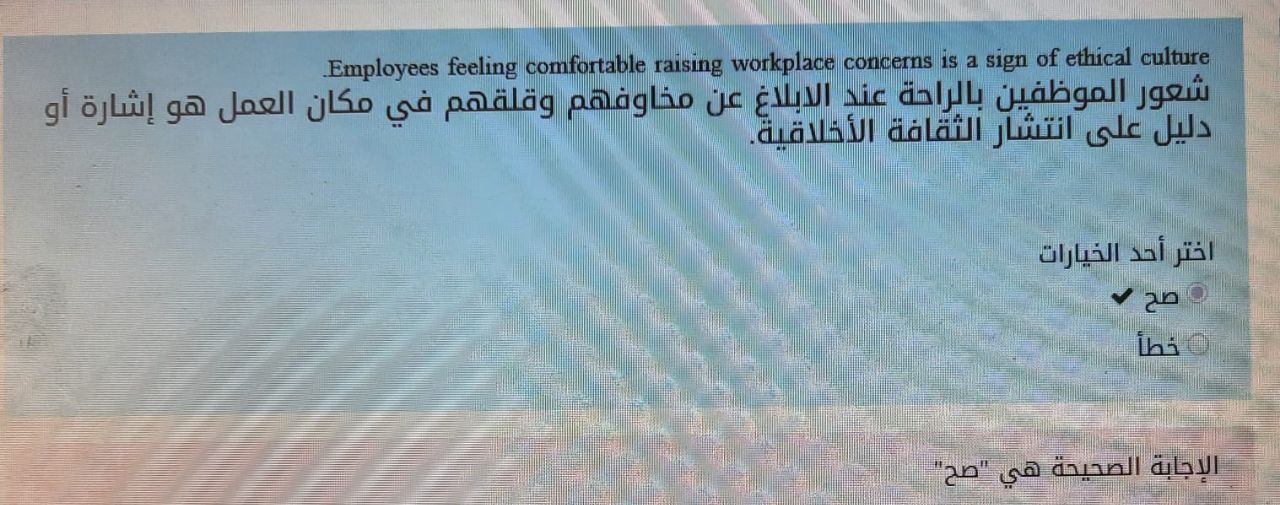 Employees feeling comfortable raising workplace concerns is a sign of ethical culture.
شعور الموظفين بالراحة عند الابلاغ عن مخاوفهم وقلقهم في مكان العمل هو إشارة أو
دليل على انتشار الثقافة الأخلاقية.
اختر أحد الخيارات
صح ✔
خطأ
الإجابة الصحيحة هي "صح"